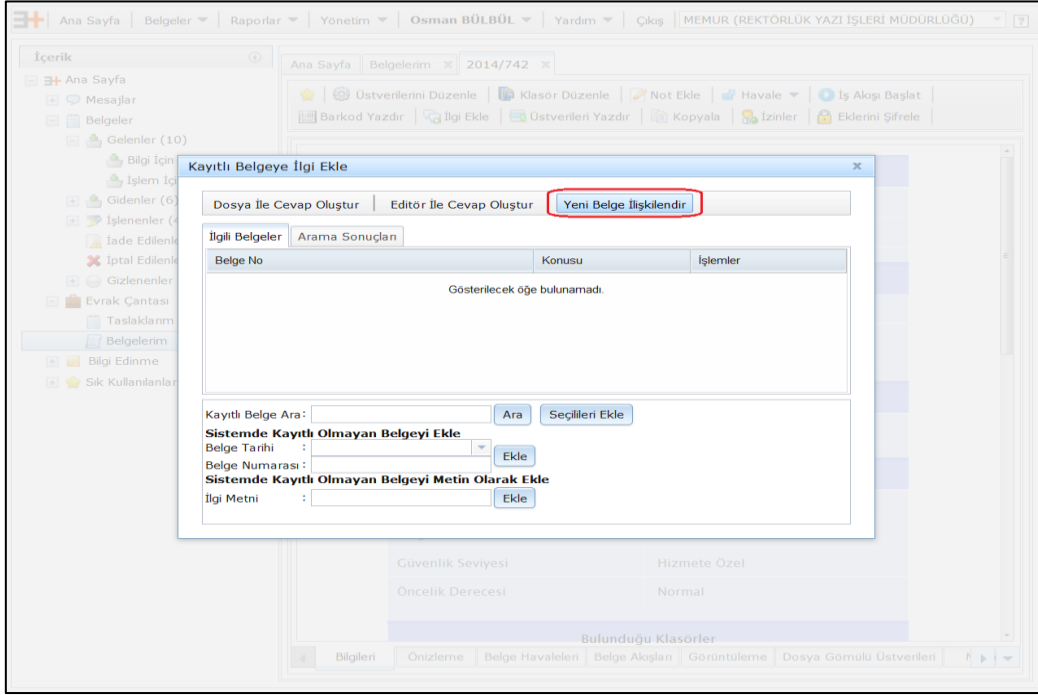 Ana Sayfa Belgeler Raporlar Yönetim Osman BÜLBÜL Yardım Çıkış MEMUR (REKTÖRLÜK YAZI İŞLERİ MÜDÜRLÜĞÜ) ?
İçerik
Ana Sayfa
Mesajlar
Belgeler
Gelenler (10)
Bilgi İçin
İşlem İçi
Gidenler (6)
İşlenenler (4
İade Edilenle
İptal Edilenle
Gizlenenler
Evrak Çantası
Taslaklarım
Belgelerim
Bilgi Edinme
Sık Kullanılanlar
Ana Sayfa Belgelerim 2014/742
Üstverilerini Düzenle Klasör Düzenle Not Ekle Havale İş Akışı Başlat
Barkod Yazdır İlgi Ekle Üstverileri Yazdır Kopyala İzinler Eklerini Şifrele
Kayıtlı Belgeye İlgi Ekle
Dosya İle Cevap Oluştur Editör İle Cevap Oluştur Yeni Belge İlişkilendir
İlgili Belgeler Arama Sonuçları
Belge No Konusu İşlemler
Gösterilecek öğe bulunamadı.
Kayıtlı Belge Ara: Ara Seçilileri Ekle
Sistemde Kayıtlı Olmayan Belgeyi Ekle
Belge Tarihi :
Ekle
Belge Numarası :
Sistemde Kayıtlı Olmayan Belgeyi Metin Olarak Ekle
İlgi Metni : Ekle
Güvenlik Seviyesi Hizmete Özel
Öncelik Derecesi Normal
Bulunduğu Klasörler
Bilgileri Önizleme Belge Havaleleri Belge Akışları Görüntüleme Dosya Gömülü Üstverileri